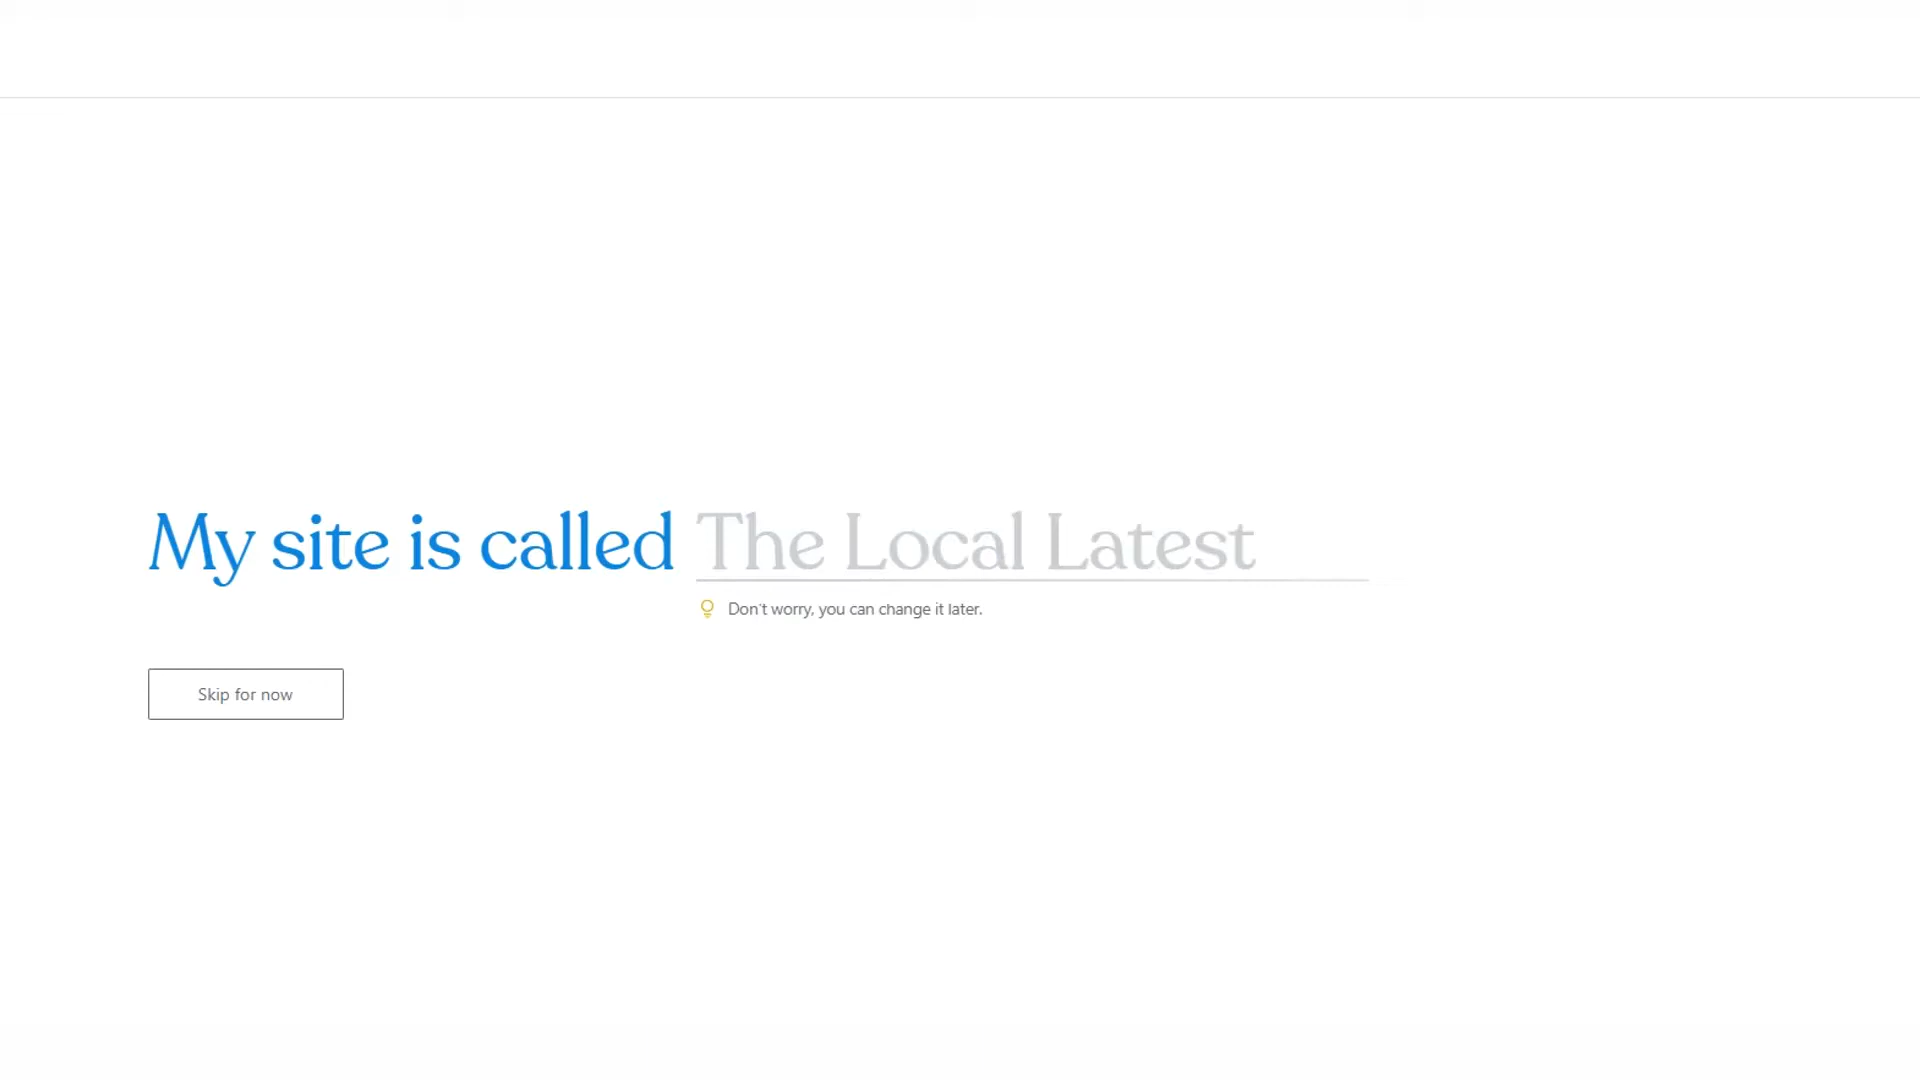 My site is called The Local Latest
Don't worry, you can change it later.
Skip for now